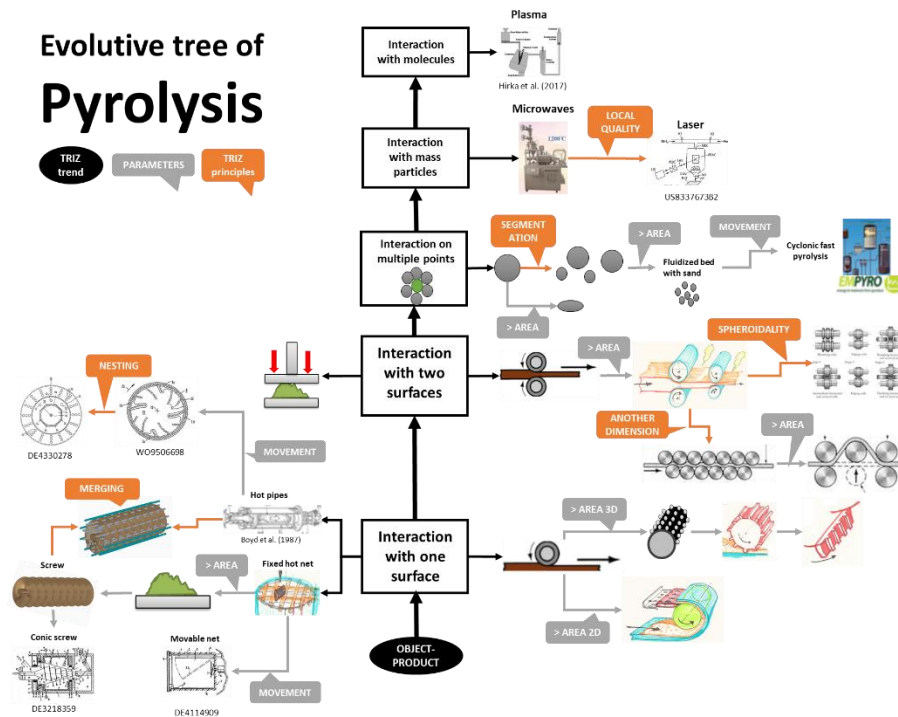 Evolutive tree of
Pyrolysis
TRIZ
trend
PARAMETERS
TRIZ
principles
Plasma
Interaction
with molecules
Hirka et al. (2017)
Microwaves
Interaction
with mass
particles
1200°C
LOCAL
QUALITY
Laser
US8337673B2
Interaction on
multiple points
SEGMENT
ATION
> AREA
Fluidized bed
with sand
MOVEMENT
Cyclonic fast
pyrolysis
EMPYRO
> AREA
Interaction
with two
surfaces
> AREA
SPHEROIDALITY
ANOTHER
DIMENSION
> AREA
NESTING
DE4330278
WO9506698
MOVEMENT
MERGING
Hot pipes
Boyd et al. (1987)
Interaction
with one
surface
> AREA 3D
> AREA 2D
Screw
> AREA
Fixed hot net
Conic screw
DE3218359
Movable net
DE4114909
MOVEMENT
OBJECT-
PRODUCT